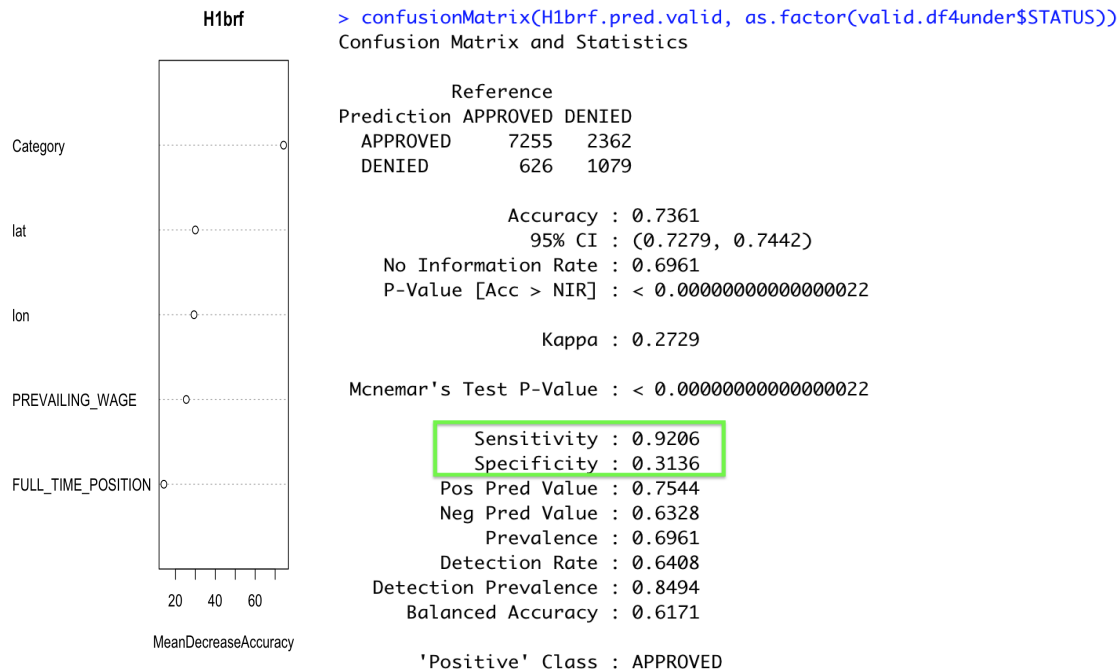 H1brf
Category
lat
lon
PREVAILING_WAGE
FULL_TIME_POSITION
20 40 60
MeanDecreaseAccuracy
> confusionMatrix(H1brf.pred.valid, as.factor(valid.df4under$STATUS))
Confusion Matrix and Statistics
Reference
Prediction APPROVED DENIED
APPROVED 7255 2362
DENIED 626 1079
Accuracy : 0.7361
95% CI : (0.7279, 0.7442)
No Information Rate : 0.6961
P-Value [Acc > NIR] : < 0.00000000000000022
Kappa : 0.2729
Mcnemar's Test P-Value : < 0.00000000000000022
Sensitivity : 0.9206
Specificity : 0.3136
Pos Pred Value : 0.7544
Neg Pred Value : 0.6328
Prevalence : 0.6961
Detection Rate : 0.6408
Detection Prevalence : 0.8494
Balanced Accuracy : 0.6171
'Positive' Class : APPROVED